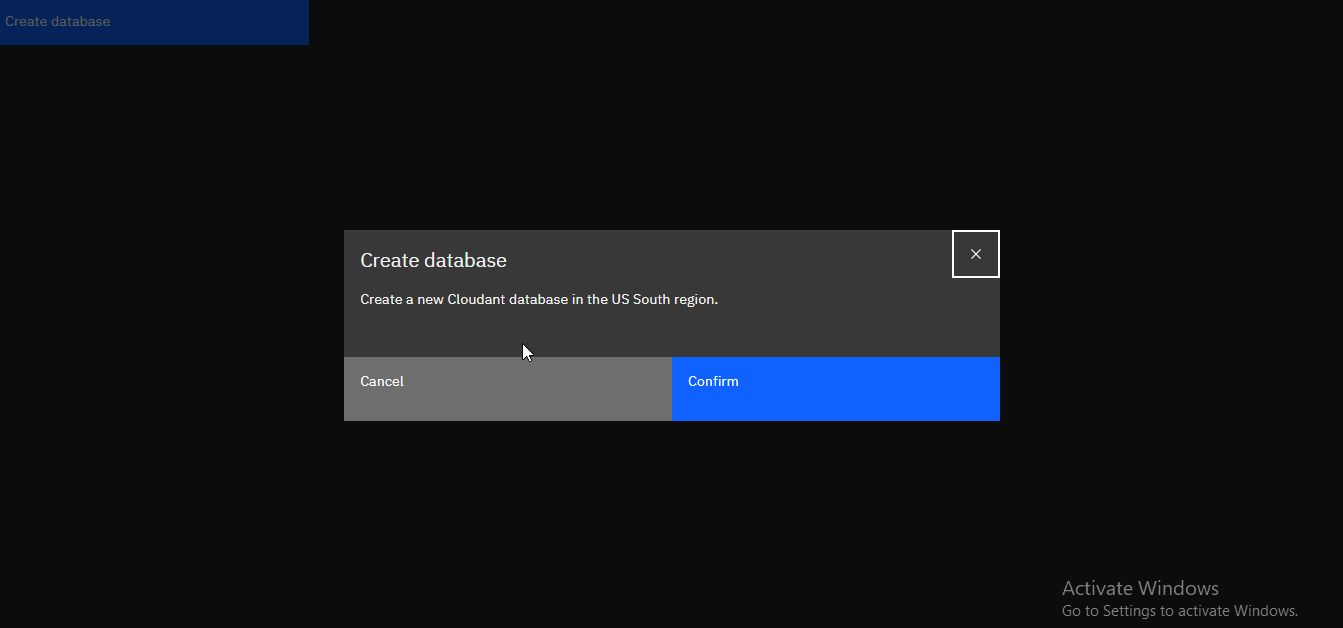 Create database
Create database
Create a new Cloudant database in the US South region.
Cancel
Confirm
Activate Windows
Go to Settings to activate Windows.